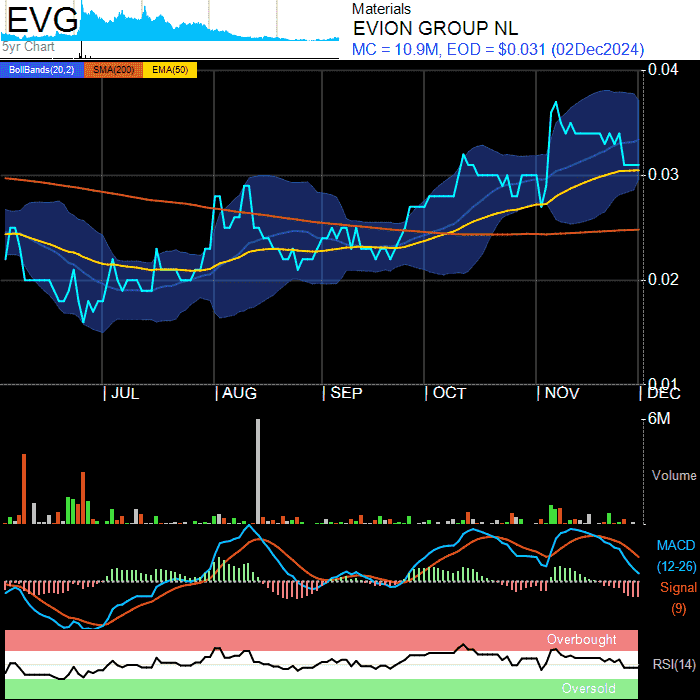 EVG
5yr Chart
Materials
EVION GROUP NL
MC = 10.9M, EOD = $0.031 (02Dec2024)
BollBands(20,2) SMA(200) EMA(50)
0.04
0.03
0.02
0.01
JUL AUG SEP OCT NOV DEC
6M
Volume
MACD
(12-26)
Signal
(9)
Overbought
RSI(14)
Oversold